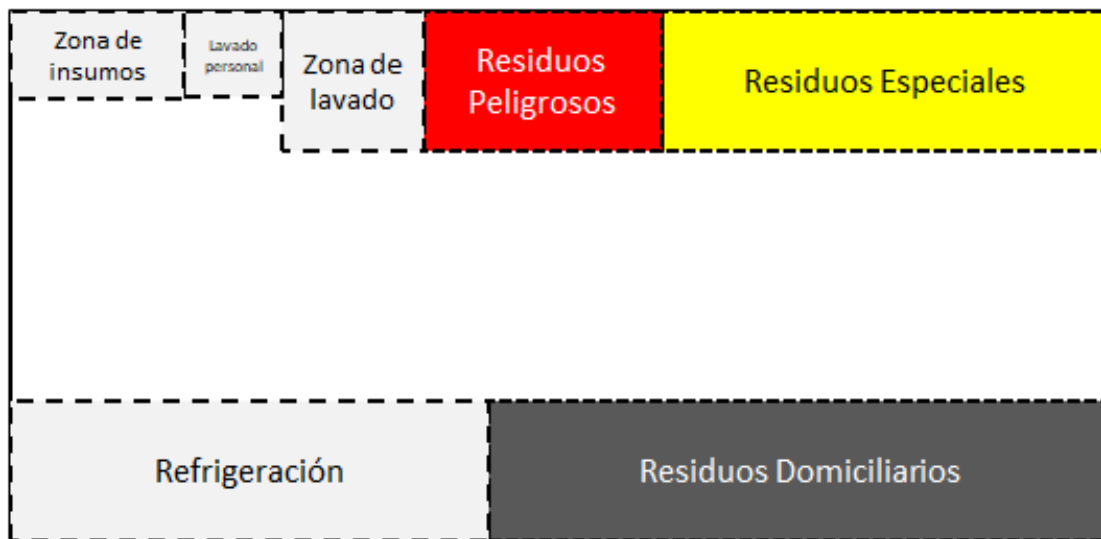 Zona de
insumos
Lavado
personal
Zona de
lavado
Residuos
Peligrosos
Residuos Especiales
Refrigeración
Residuos Domiciliarios